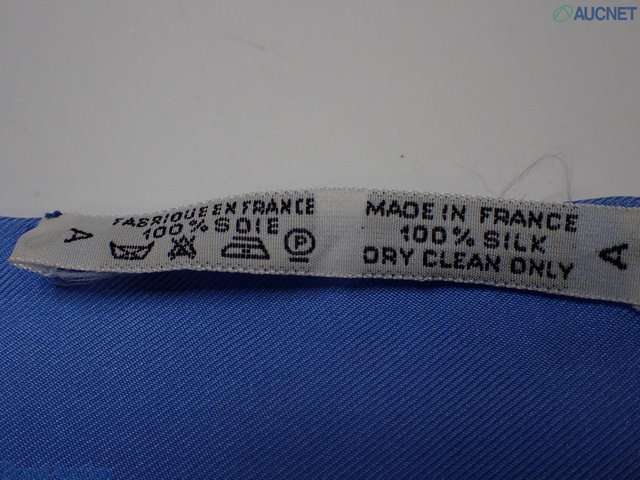 AUCNET
FABRIQUE EN FRANCE
100% SOIE
A
P
MADE IN FRANCE
100% SILK
DRY CLEAN ONLY
A